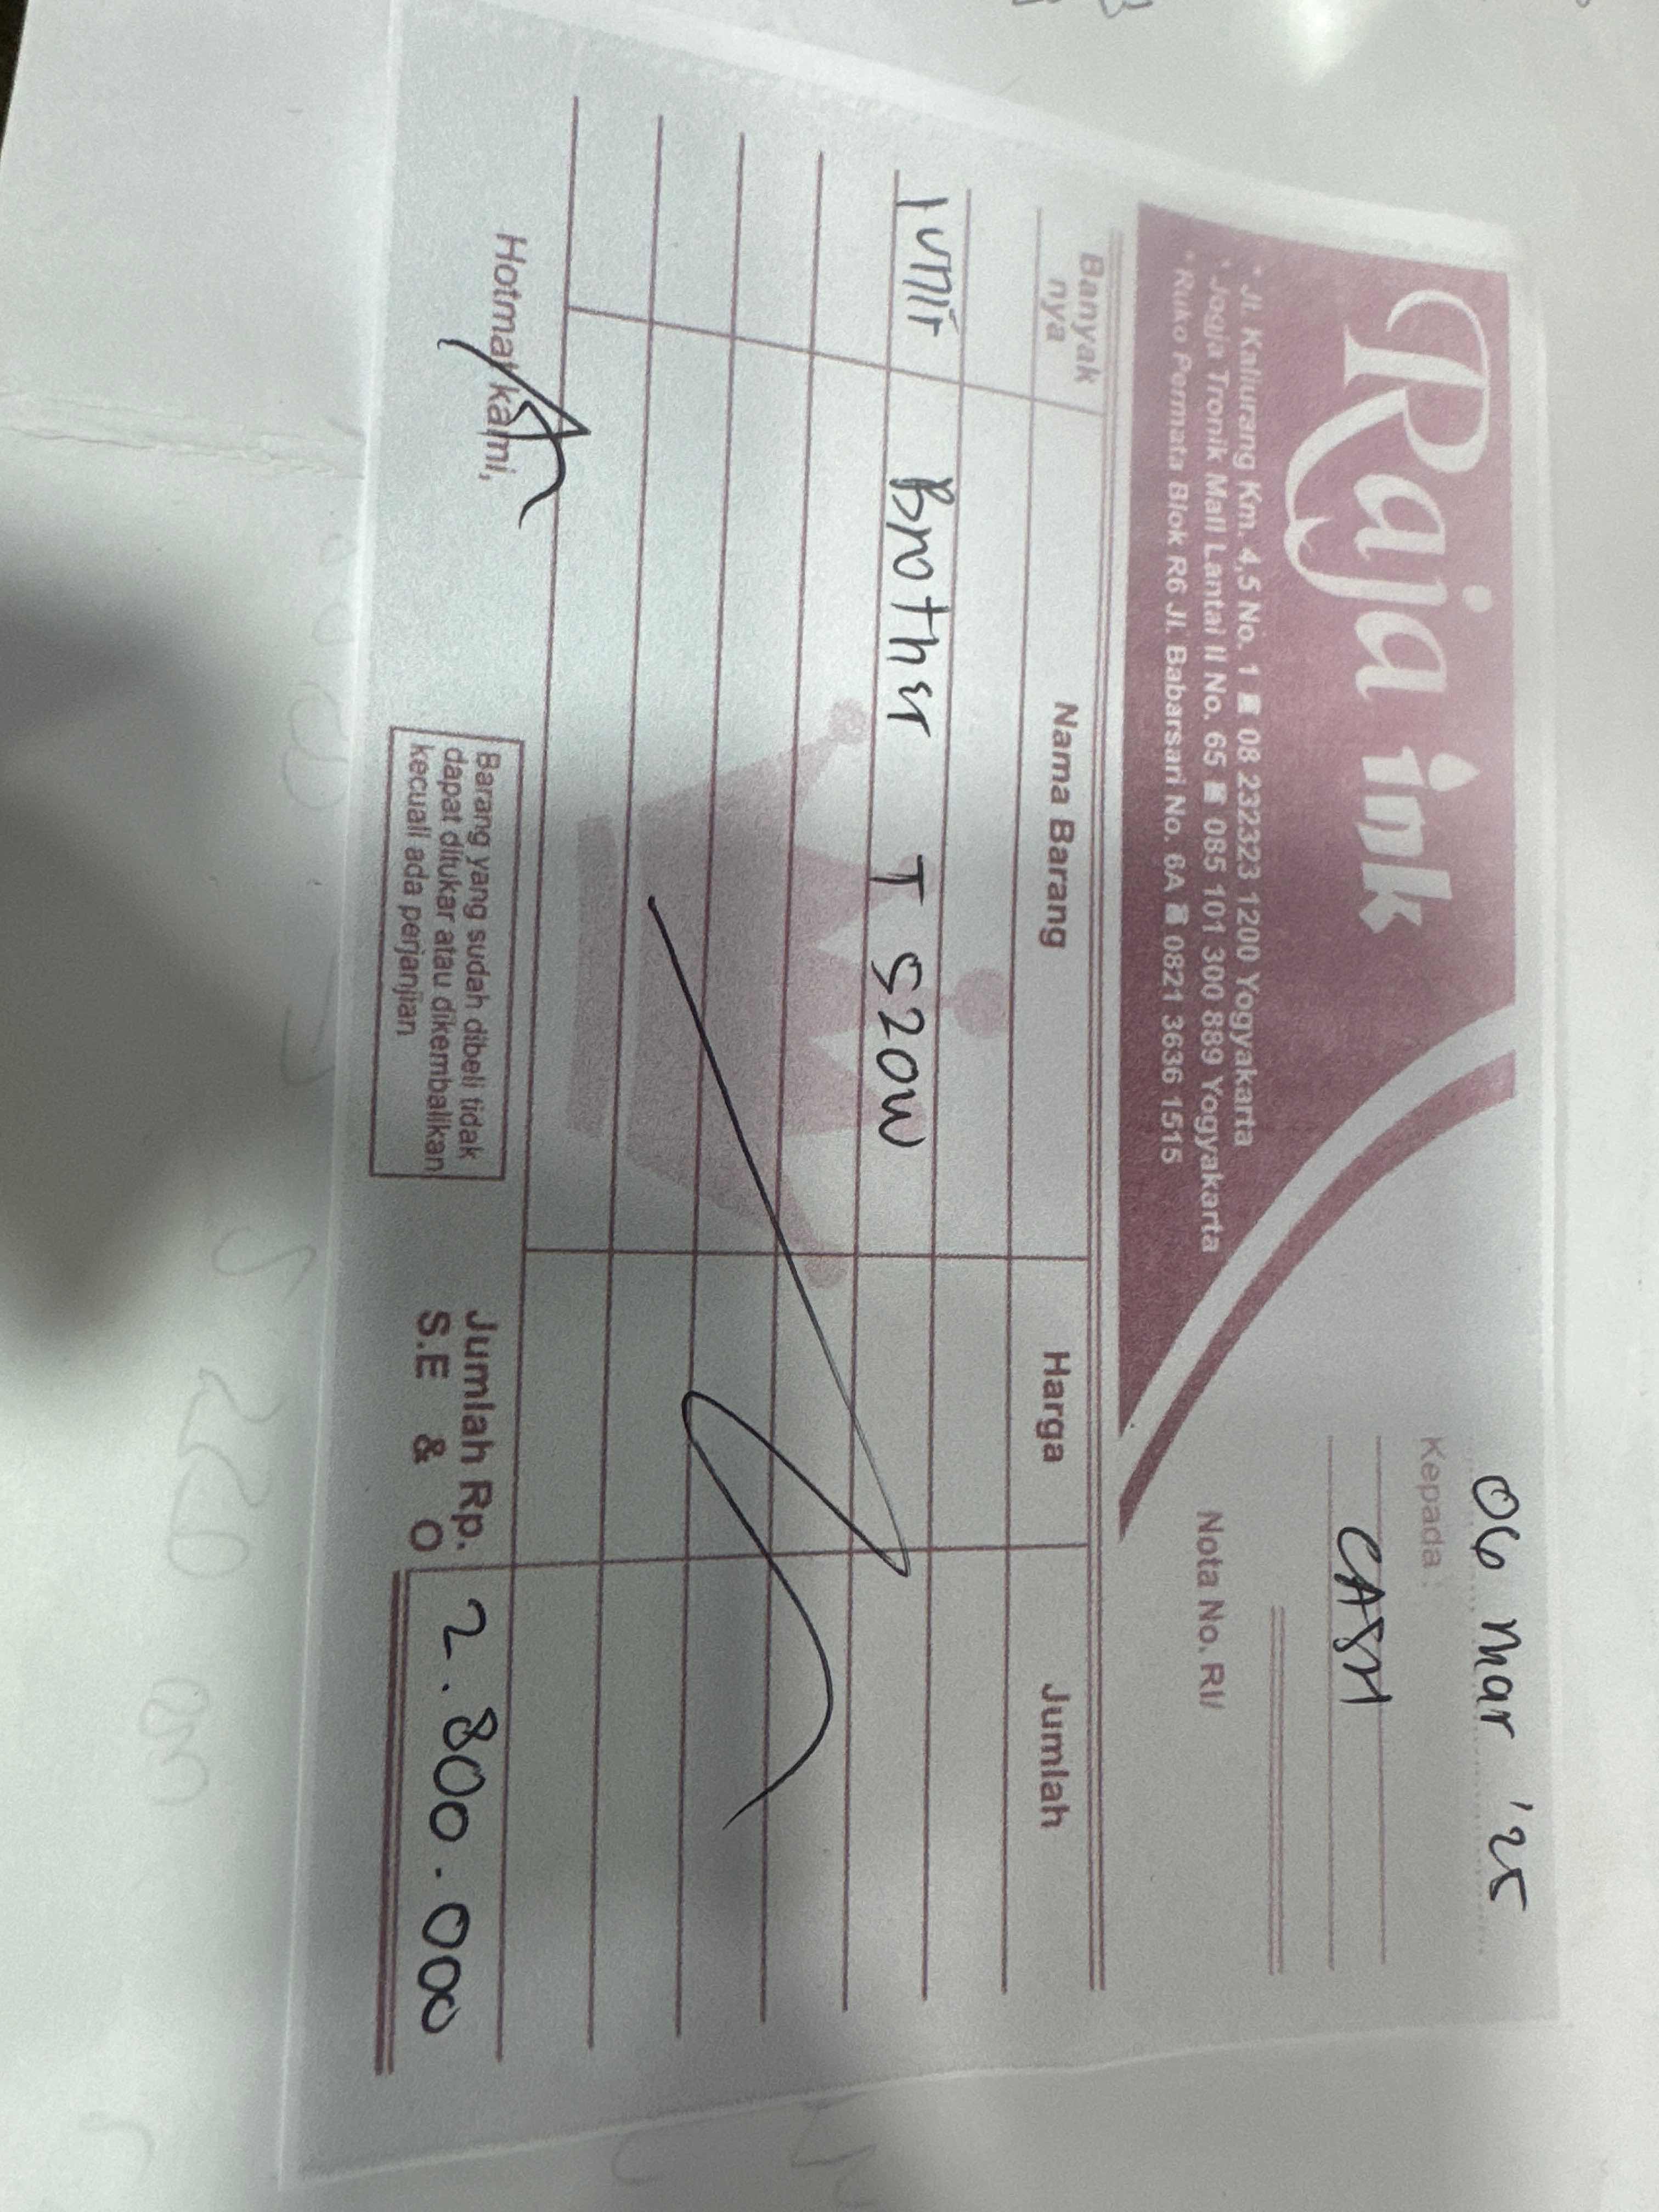 Raja ink
* Jl. Kaliurang Km. 4,5 No. 1 08 232323 1200 Yogyakarta
* Jogja Tronik Mall Lantai II No. 65 085 101 300 889 Yogyakarta
* Ruko Permata Blok R6 Jl. Babarsari No. 6A 0821 3636 1515
06 Mar '25
Kepada :
CASH
Nota No. RI/
Banyak nya Nama Barang Harga Jumlah
1 unit Brother T 520W
Hotmat kami,
Barang yang sudah dibeli tidak
dapat ditukar atau dikembalikan
kecuali ada perjanjian
Jumlah Rp. 2.800.000
S.E & O